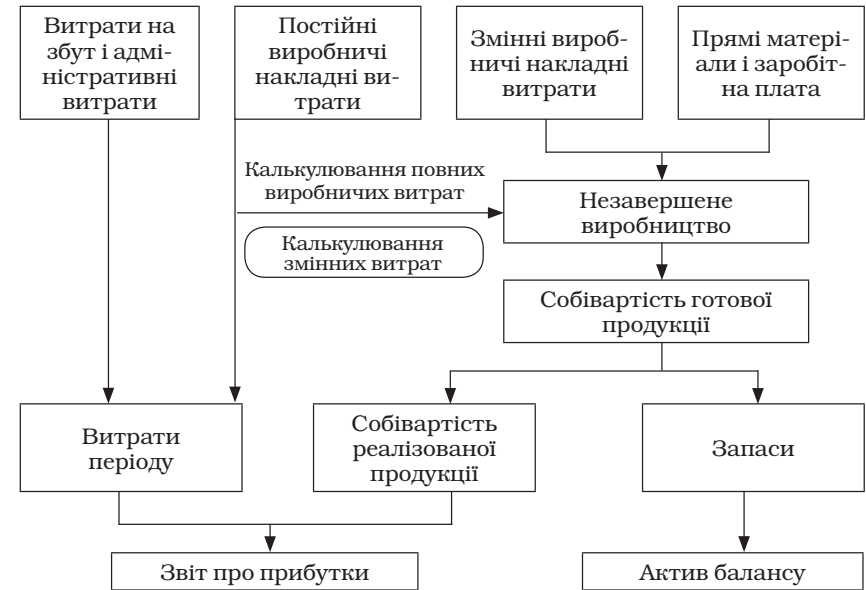 Витрати на
збут і адмі-
ністративні
витрати
Постійні
виробничі
накладні ви-
трати
Змінні вироб-
ничі накладні
витрати
Прямі матері-
али і заробіт-
на плата
Калькулювання повних
виробничих витрат
Незавершене
виробництво
Калькулювання
змінних витрат
Собівартість готової
продукції
Витрати
періоду
Собівартість
реалізованої
продукції
Запаси
Звіт про прибутки
Актив балансу